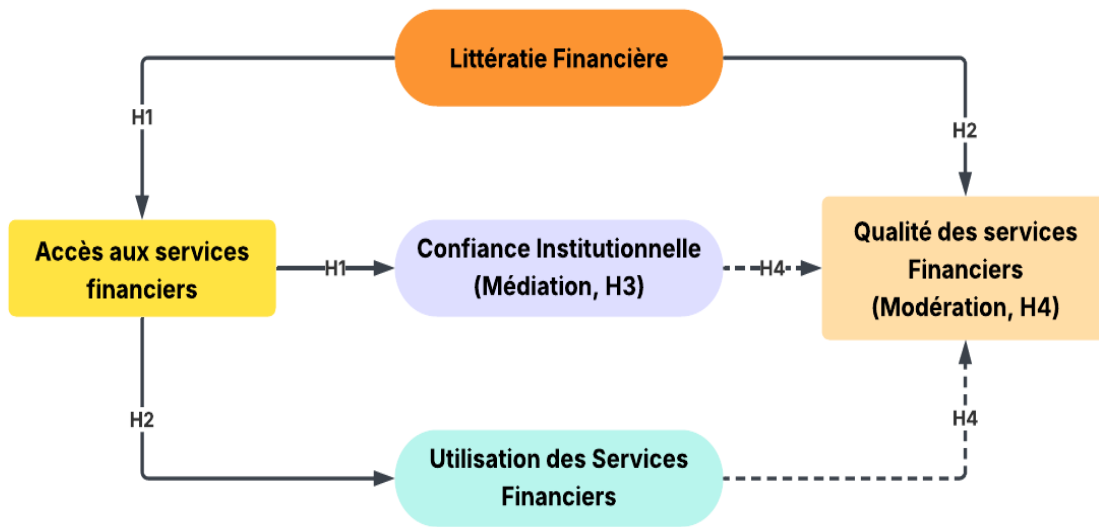 Littératie Financière
H1
H2
Accès aux services
financiers
H1
Confiance Institutionnelle
(Médiation, H3)
H4
Qualité des services
Financiers
(Modération, H4)
H2
H4
Utilisation des Services
Financiers